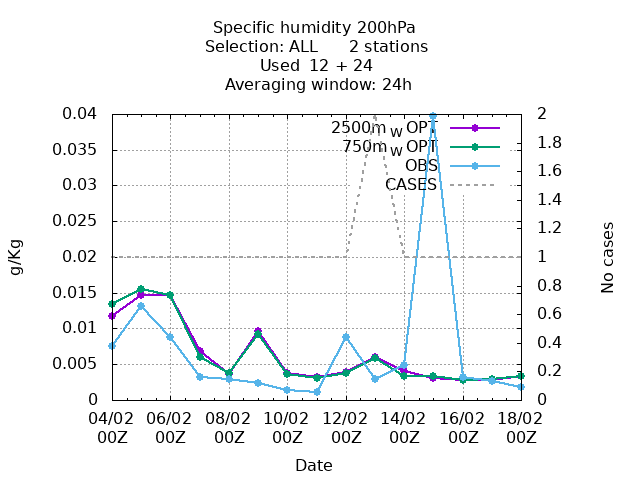 Specific humidity 200hPa
Selection: ALL 2 stations
Used 12 + 24
Averaging window: 24h
2500m_w OPT
750m_w OPT
OBS
CASES
g/Kg
0.04
0.035
0.03
0.025
0.02
0.015
0.01
0.005
0
No cases
2
1.8
1.6
1.4
1.2
1
0.8
0.6
0.4
0.2
0
04/02 06/02 08/02 10/02 12/02 14/02 16/02 18/02
00Z 00Z 00Z 00Z 00Z 00Z 00Z 00Z
Date